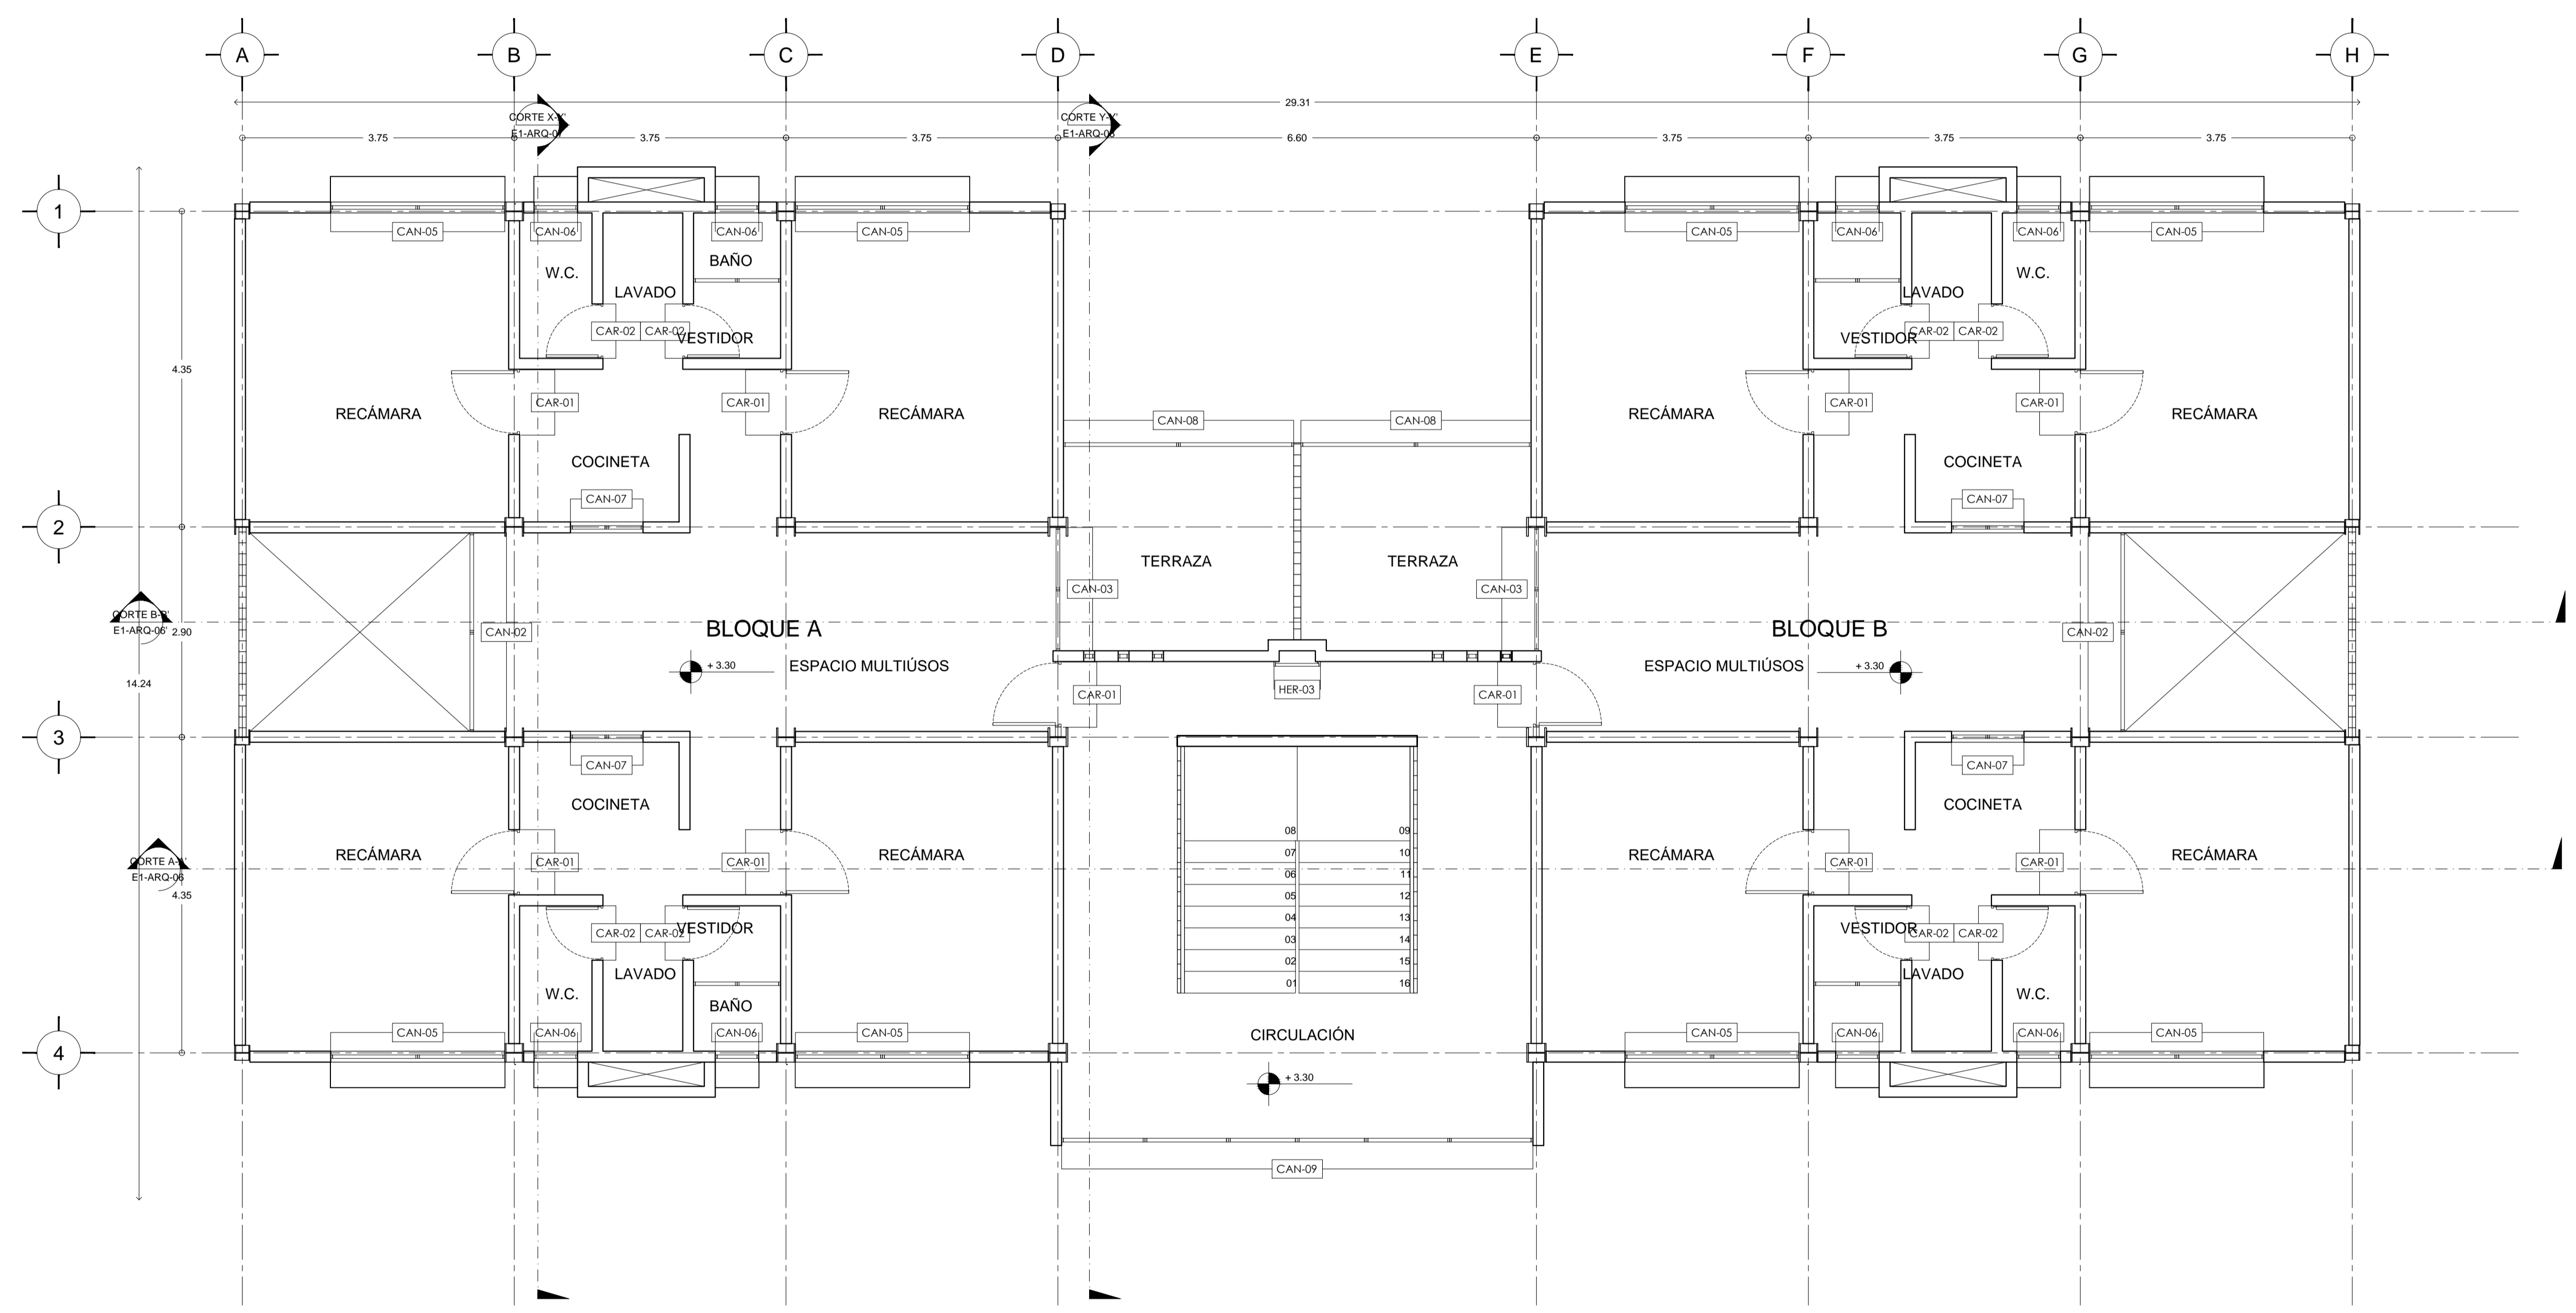 A B C D E F G H
29.31
CORTE X-X' CORTE Y-Y'
E1-ARQ-07 E1-ARQ-08
3.75 3.75 3.75 6.60 3.75 3.75 3.75
1
CAN-05 CAN-06 CAN-06 CAN-05 CAN-05 CAN-06 CAN-06 CAN-05
BAÑO
W.C. W.C.
LAVADO LAVADO
CAR-02 CAR-02 CAR-02 CAR-02
VESTIDOR VESTIDOR
4.35
CAR-01 CAR-01 CAR-01 CAR-01
RECÁMARA RECÁMARA RECÁMARA RECÁMARA
CAN-08 CAN-08
COCINETA COCINETA
CAN-07 CAN-07
2
TERRAZA TERRAZA
CAN-03 CAN-03
CORTE B-B'
E1-ARQ-06' 2.90
CAN-02 BLOQUE A BLOQUE B CAN-02
+ 3.30 ESPACIO MULTIÚSOS ESPACIO MULTIÚSOS + 3.30
14.24
CAR-01 HER-03 CAR-01
3
CAN-07 CAN-07
COCINETA COCINETA
08 09
RECÁMARA RECÁMARA 07 10 RECÁMARA RECÁMARA
CORTE A-A'
CAR-01 CAR-01 CAR-01 CAR-01
E1-ARQ-06
06 11
4.35
05 12
04 13
VESTIDOR VESTIDOR
CAR-02 CAR-02 CAR-02 CAR-02
03 14
02 15
LAVADO LAVADO
01 16
W.C. W.C.
BAÑO
CAN-05 CAN-06 CAN-06 CAN-05 CAN-05 CAN-06 CAN-06 CAN-05
CIRCULACIÓN
4
+ 3.30
CAN-09